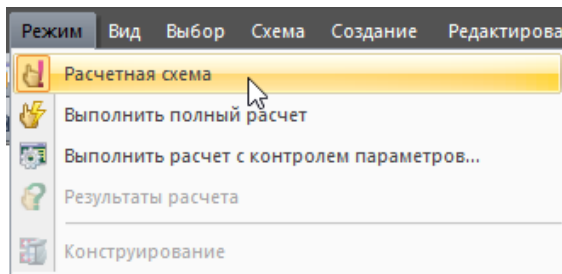 Режим Вид Выбор Схема Создание Редактирова
Расчетная схема
Выполнить полный расчет
Выполнить расчет с контролем параметров...
Результаты расчета
Конструирование